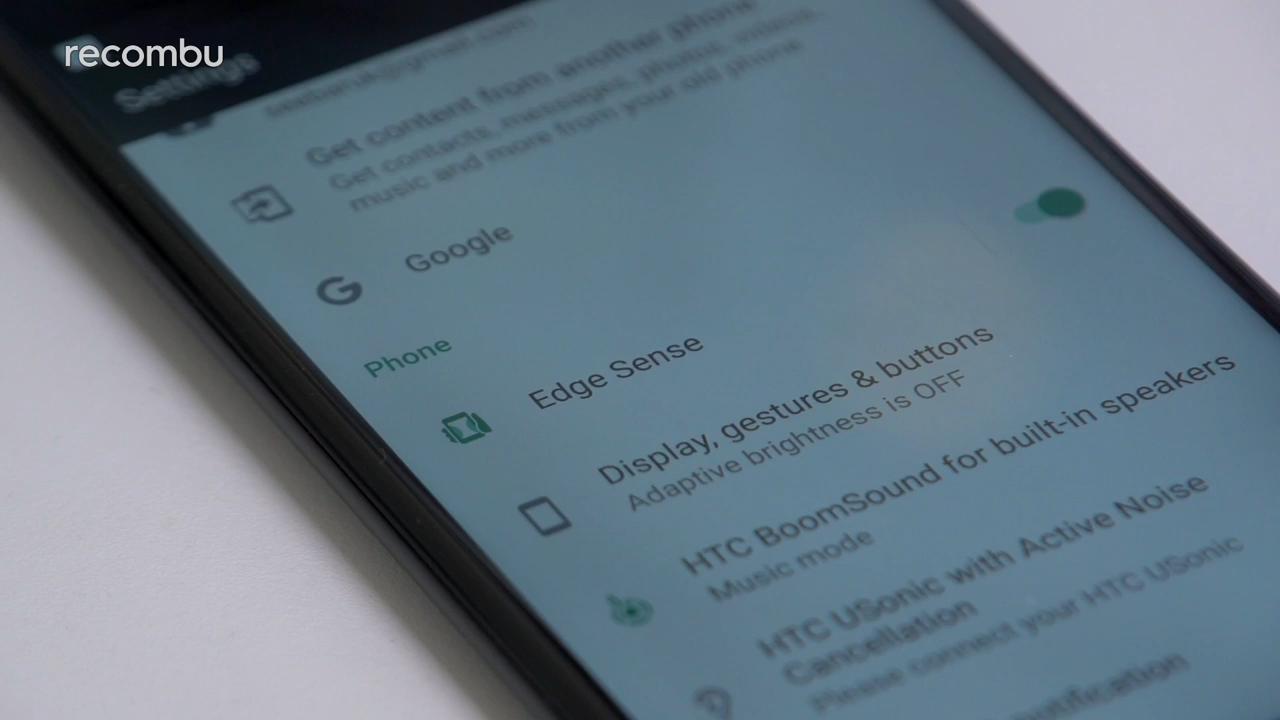 recombu
Settings
Get content from another phone
Get contacts, messages, photos, videos,
music and more from your old phone
Google
Phone
Edge Sense
Display, gestures & buttons
Adaptive brightness is OFF
HTC BoomSound for built-in speakers
Music mode
HTC USonic with Active Noise
Cancellation
Please connect your HTC USonic
notification